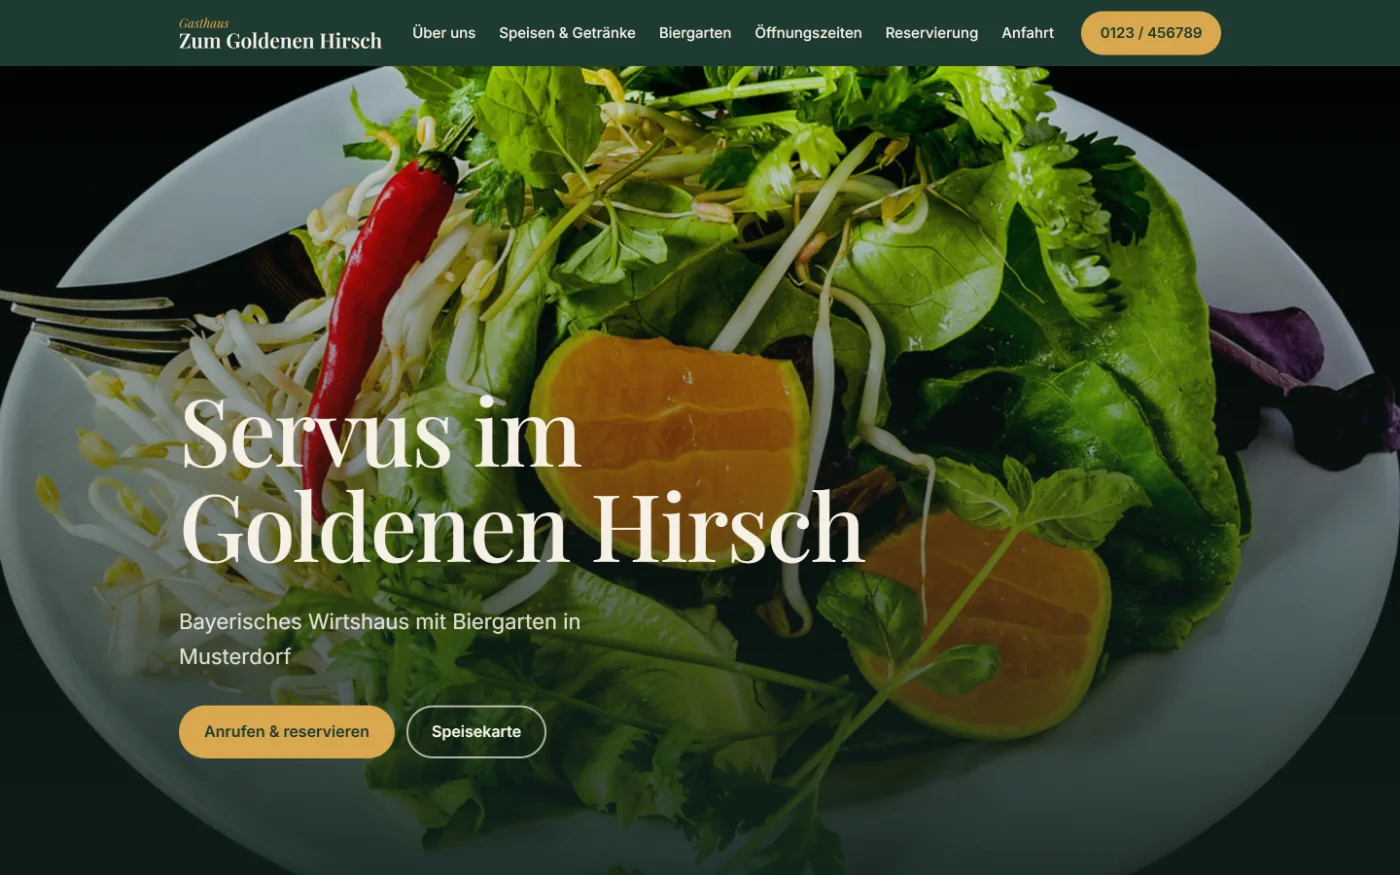 Gasthaus
Zum Goldenen Hirsch
Über uns
Speisen & Getränke
Biergarten
Öffnungszeiten
Reservierung
Anfahrt
0123 / 456789
Servus im
Goldenen Hirsch
Bayerisches Wirtshaus mit Biergarten in
Musterdorf
Anrufen & reservieren
Speisekarte